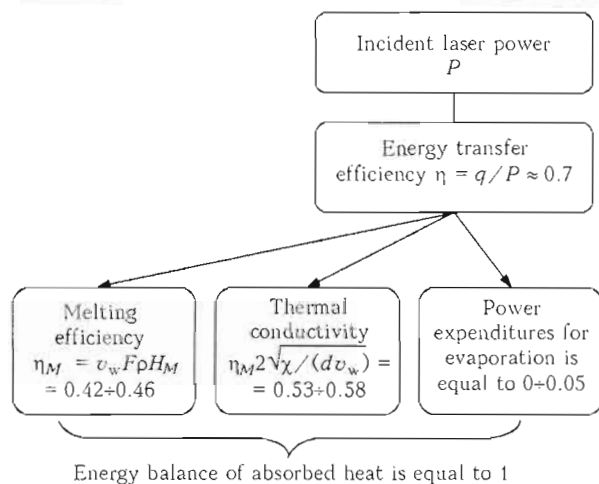 Incident laser power
P
Energy transfer
efficiency η = q/P ≈ 0.7
Melting
efficiency
η_M = v_w FρH_M =
= 0.42÷0.46
Thermal
conductivity
η_M 2√χ/(dv_w) =
= 0.53÷0.58
Power
expenditures for
evaporation is
equal to 0÷0.05
Energy balance of absorbed heat is equal to 1